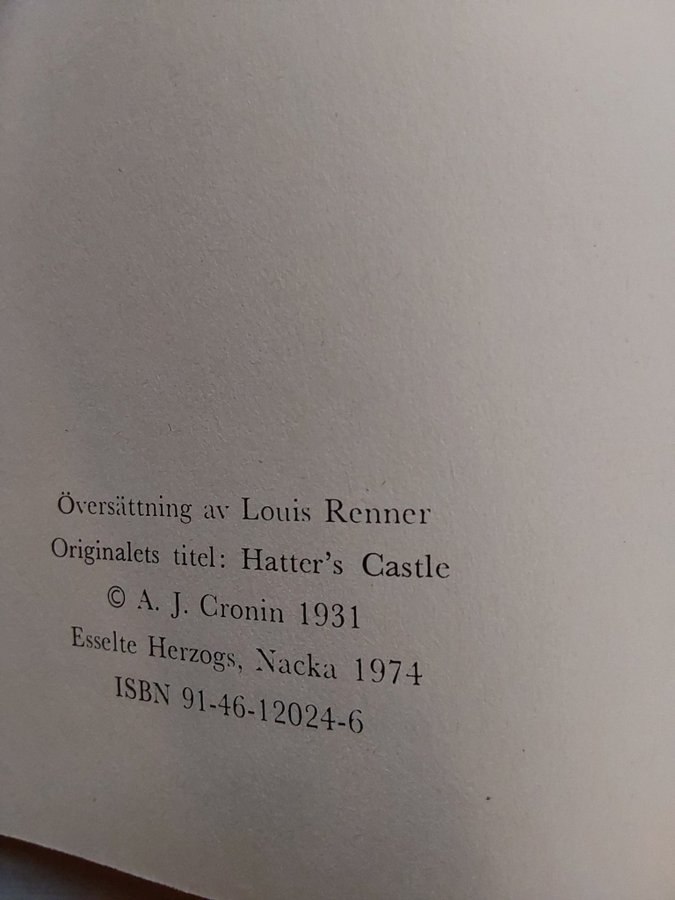 Översättning av Louis Renner
Originalets titel: Hatter's Castle
© A. J. Cronin 1931
Esselte Herzogs, Nacka 1974
ISBN 91-46-12024-6